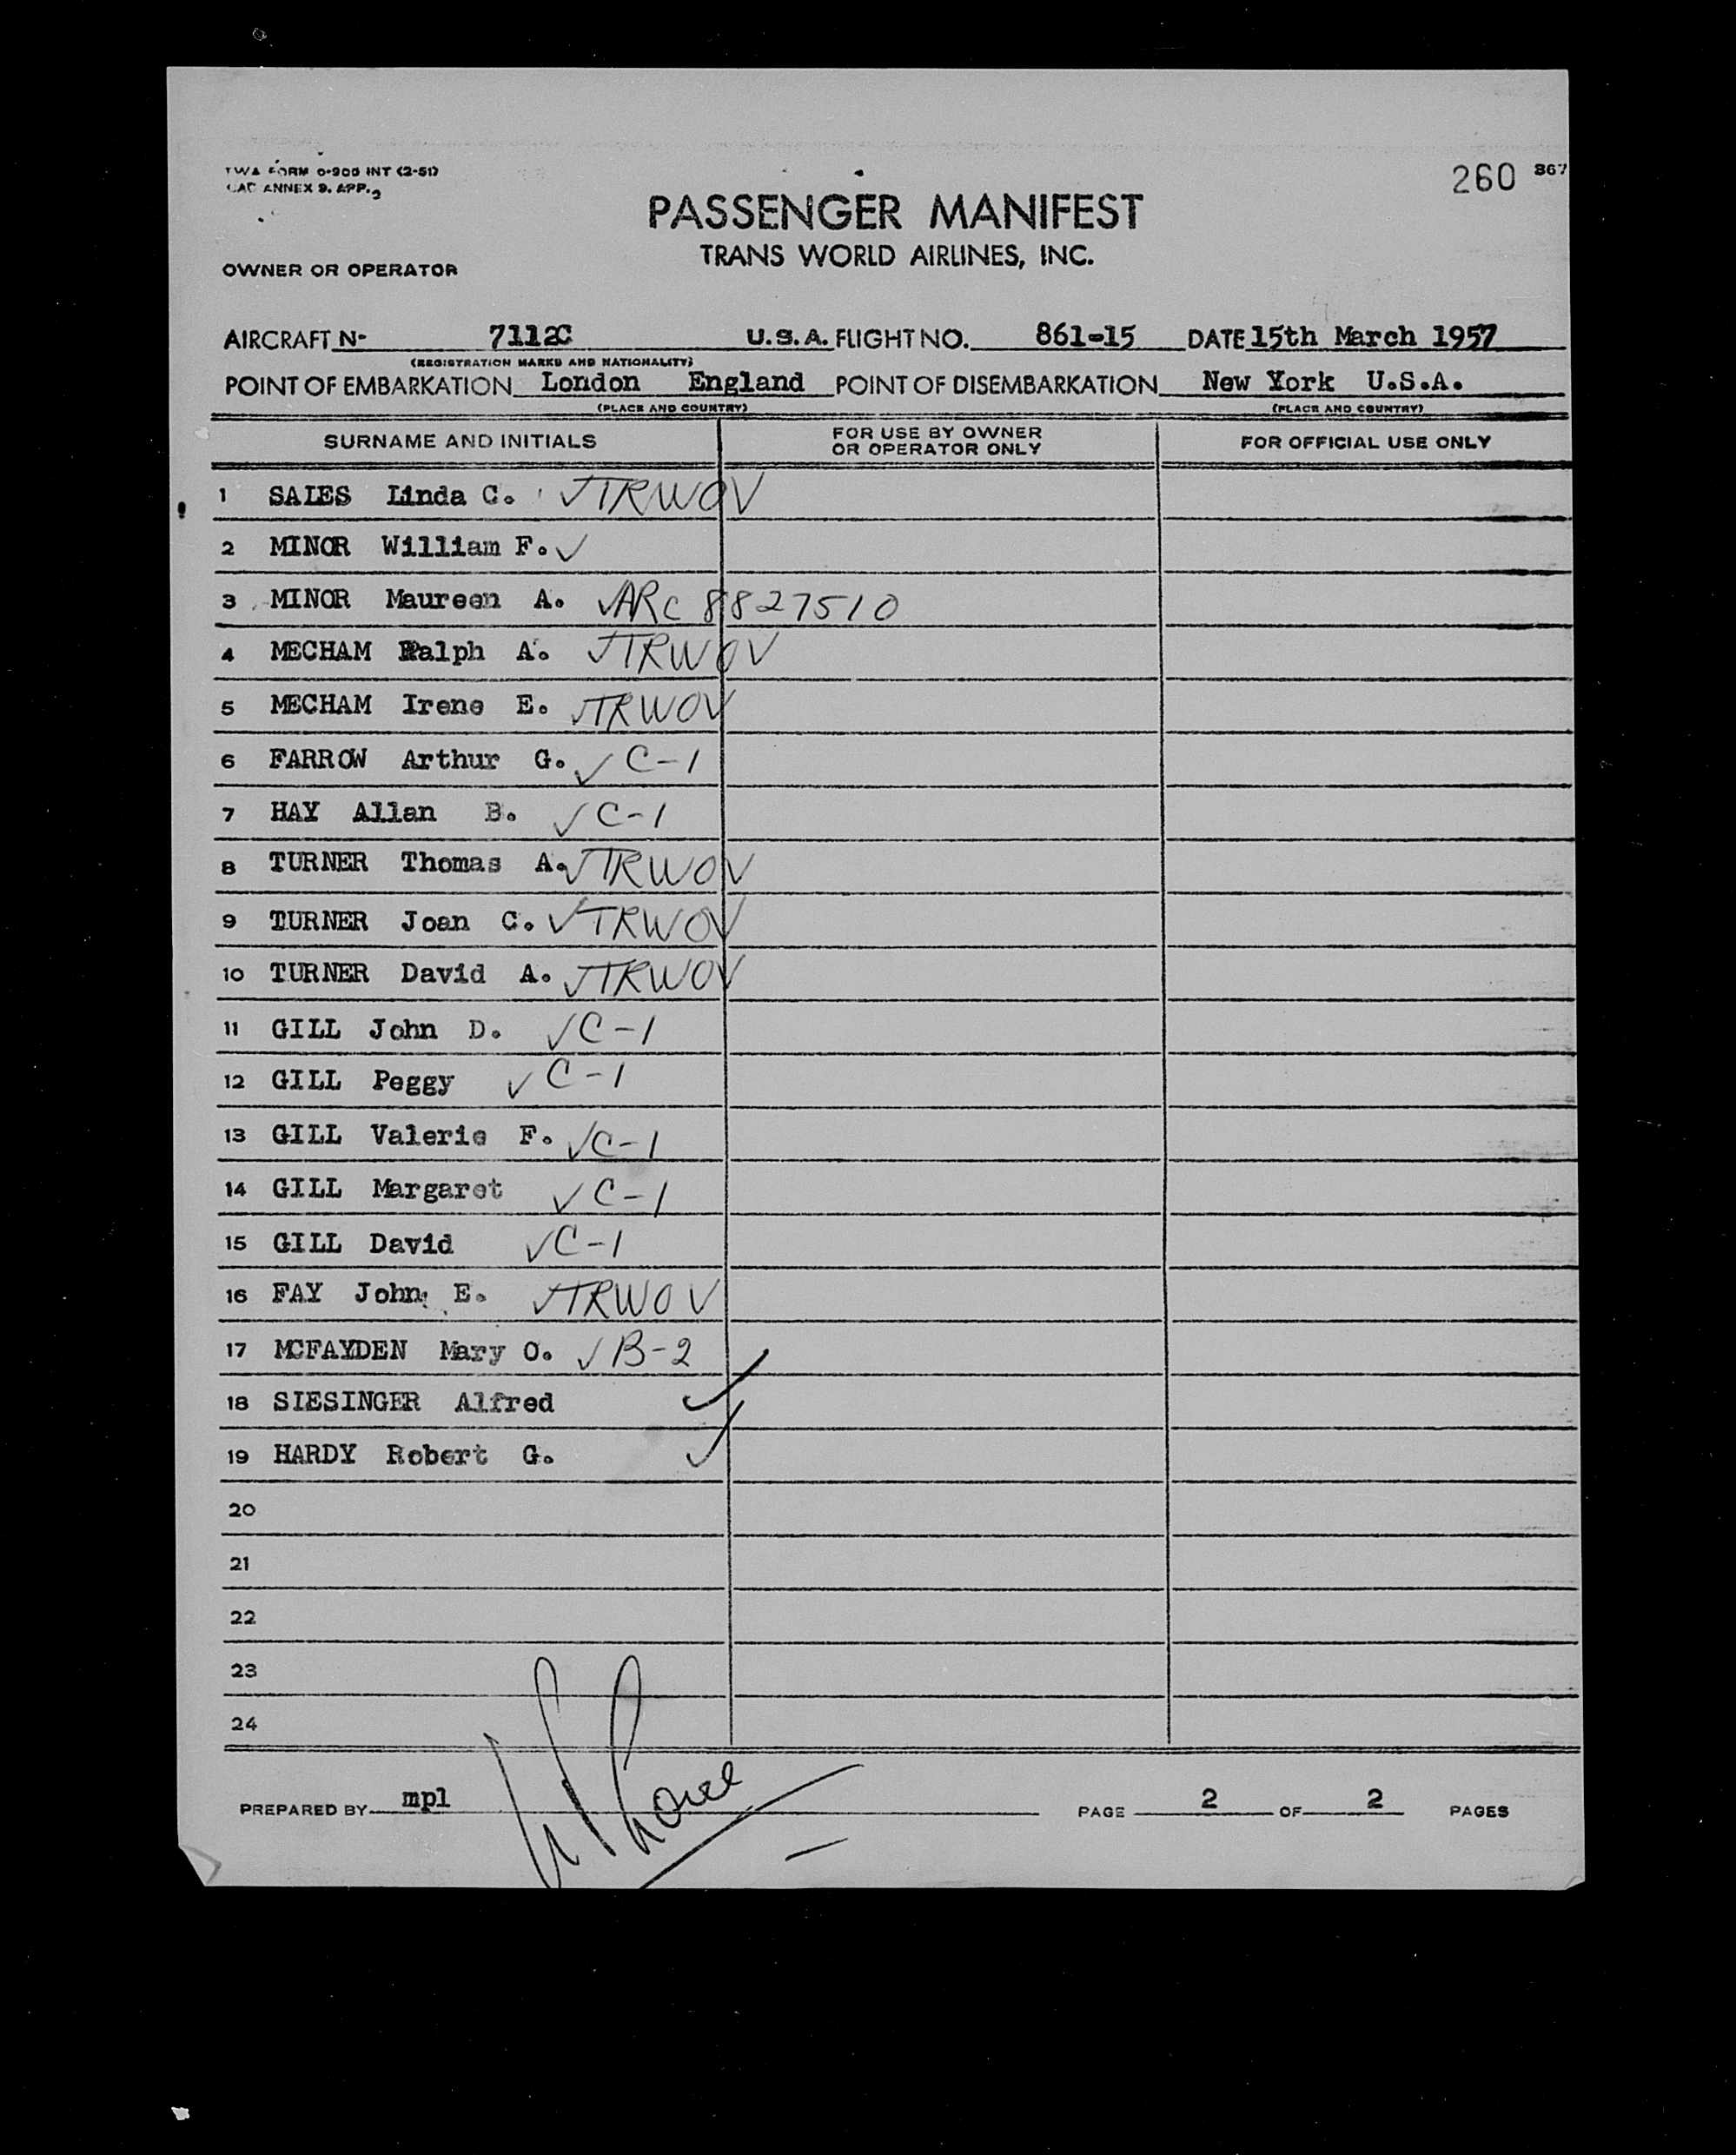 TWA FORM 0-900 INT (2-51)
ICAO ANNEX 9. APP. 2
260 867
PASSENGER MANIFEST
TRANS WORLD AIRLINES, INC.
OWNER OR OPERATOR
AIRCRAFT N- 7112C U.S.A. FLIGHT NO. 861-15 DATE 15th March 1957
(REGISTRATION MARKS AND NATIONALITY)
POINT OF EMBARKATION London England POINT OF DISEMBARKATION New York U.S.A.
(PLACE AND COUNTRY) (PLACE AND COUNTRY)
SURNAME AND INITIALS FOR USE BY OWNER OR OPERATOR ONLY FOR OFFICIAL USE ONLY
1 SALES Linda C. ✓TRWOV
2 MINOR William F. ✓
3 MINOR Maureen A. ✓ARC 8827510
4 MECHAM Ralph A. ✓TRWOV
5 MECHAM Irene E. ✓TRWOV
6 FARROW Arthur G. ✓ C-1
7 HAY Allan B. ✓ C-1
8 TURNER Thomas A. ✓TRWOV
9 TURNER Joan C. ✓TRWOV
10 TURNER David A. ✓TRWOV
11 GILL John D. ✓ C-1
12 GILL Peggy ✓ C-1
13 GILL Valerie F. ✓ C-1
14 GILL Margaret ✓ C-1
15 GILL David ✓ C-1
16 FAY John E. ✓TRWOV
17 MCFAYDEN Mary O. ✓ B-2
18 SIESINGER Alfred ✓
19 HARDY Robert G. ✓
20
21
22
23
24
PREPARED BY mpl PAGE 2 OF 2 PAGES